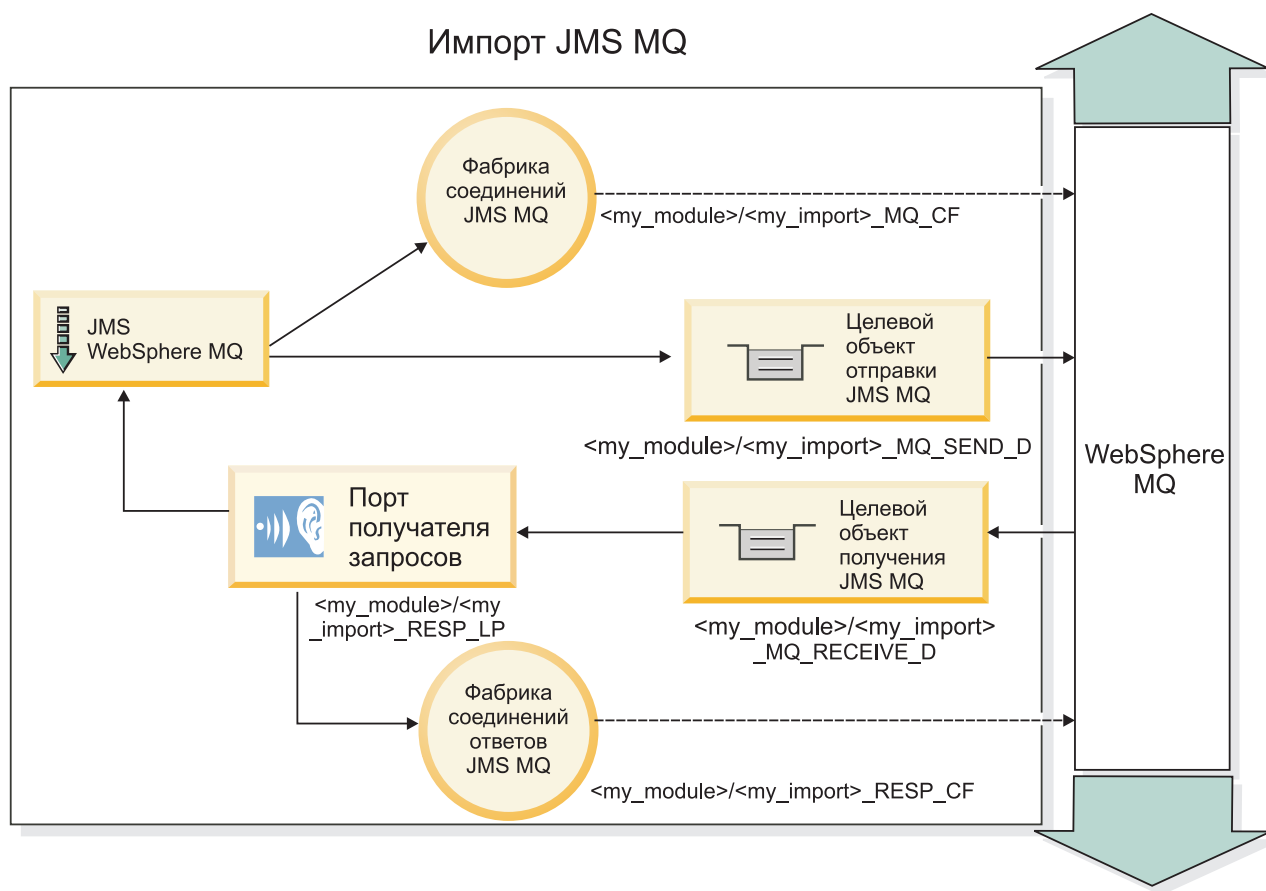 Импорт JMS MQ
Фабрика
соединений
JMS MQ
<my_module>/<my_import>_MQ_CF
JMS
WebSphere MQ
Целевой
объект
отправки
JMS MQ
<my_module>/<my_import>_MQ_SEND_D
WebSphere
MQ
Порт
получателя
запросов
<my_module>/<my
_import>_RESP_LP
Целевой
объект
получения
JMS MQ
<my_module>/<my_import>
_MQ_RECEIVE_D
Фабрика
соединений
ответов
JMS MQ
<my_module>/<my_import>_RESP_CF